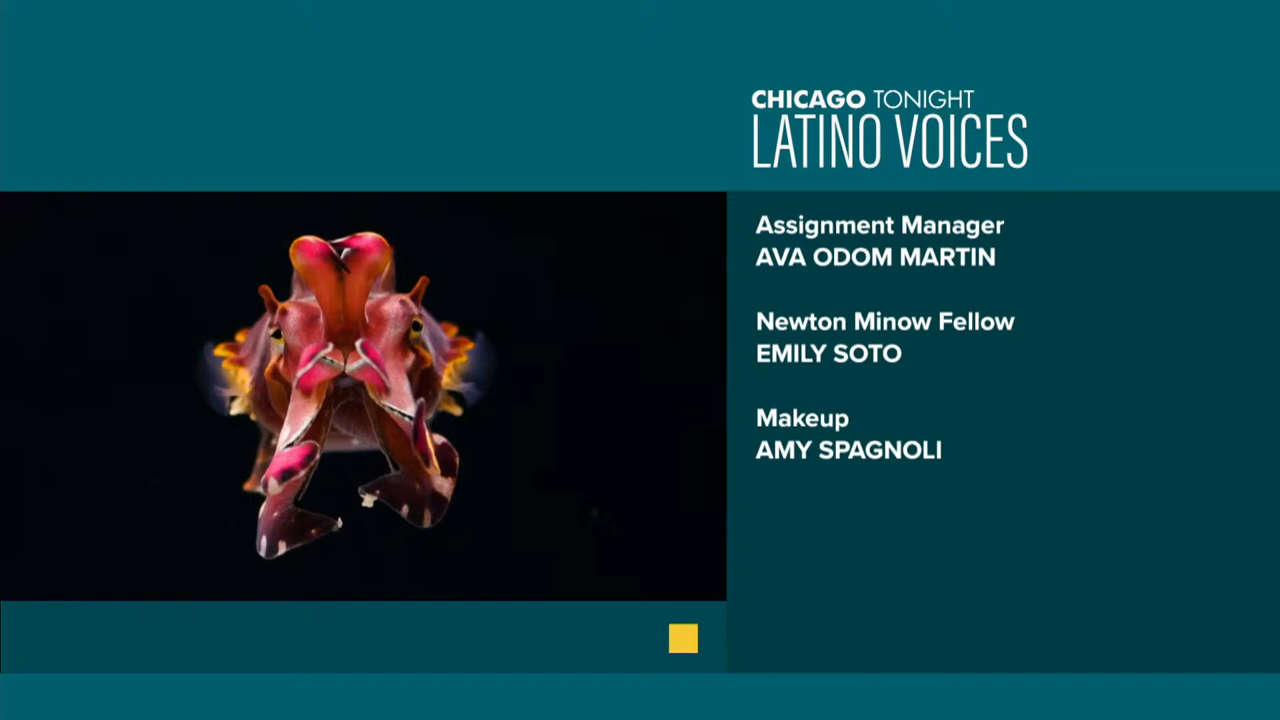 CHICAGO TONIGHT
LATINO VOICES
Assignment Manager
AVA ODOM MARTIN
Newton Minow Fellow
EMILY SOTO
Makeup
AMY SPAGNOLI